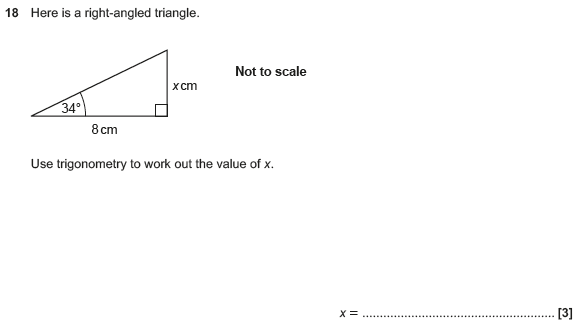 18 Here is a right-angled triangle.
Not to scale
x cm
34°
8 cm
Use trigonometry to work out the value of x.
x = ....................................................... [3]